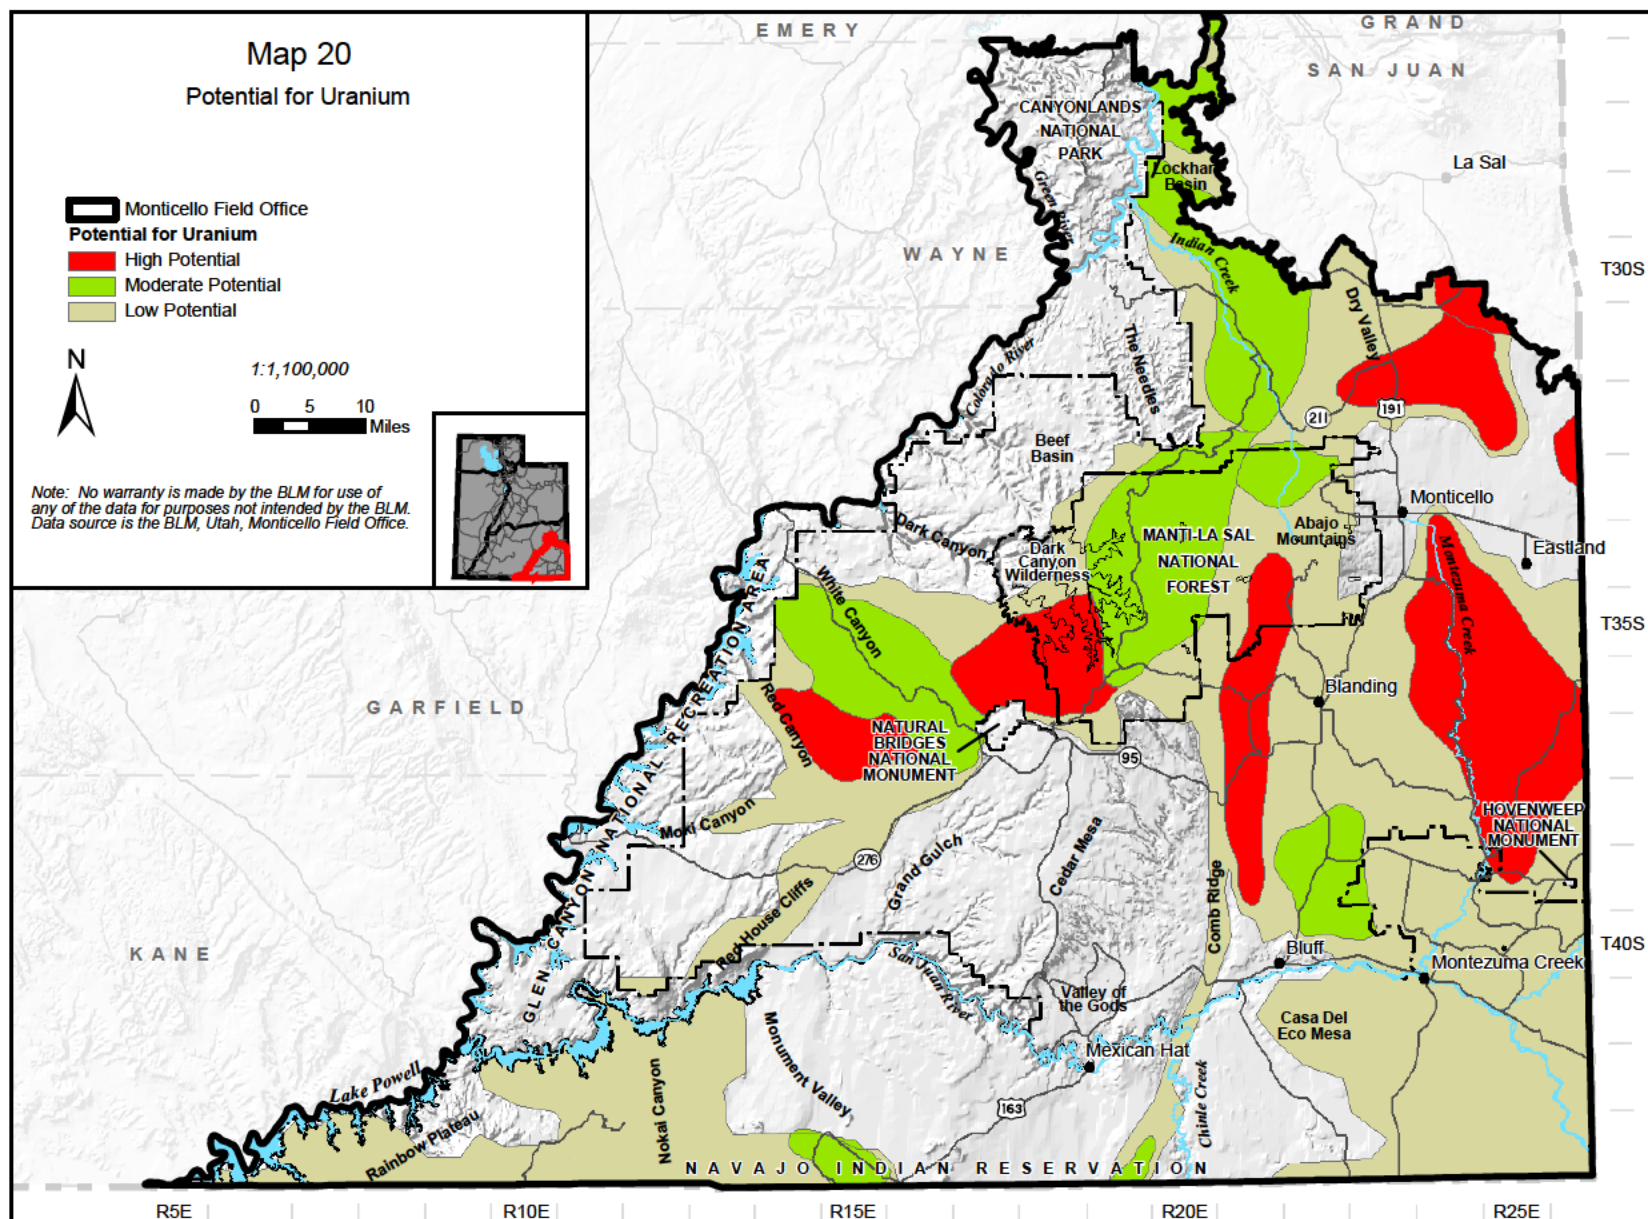 Map 20
Potential for Uranium
Monticello Field Office
Potential for Uranium
High Potential
Moderate Potential
Low Potential
N
1:1,100,000
0 5 10
Miles
Note: No warranty is made by the BLM for use of
any of the data for purposes not intended by the BLM.
Data source is the BLM, Utah, Monticello Field Office.
EMERY
GRAND
SAN JUAN
CANYONLANDS
NATIONAL
PARK
La Sal
Lockhart
Basin
Green River
Indian Creek
WAYNE
T30S
Dry Valley
The Needles
Colorado River
211
191
Beef
Basin
Monticello
Dark Canyon
Abajo
Mountains
MANTI-LA SAL
NATIONAL
FOREST
Dark
Canyon
Wilderness
Eastland
Montezuma Creek
White Canyon
T35S
GLEN CANYON NATIONAL RECREATION AREA
Blanding
GARFIELD
Red Canyon
NATURAL
BRIDGES
NATIONAL
MONUMENT
95
HOVENWEEP
NATIONAL
MONUMENT
Moki Canyon
276
Grand Gulch
Cedar Mesa
Comb Ridge
Red House Cliffs
KANE
T40S
Bluff
Montezuma Creek
San Juan River
Valley of
the Gods
Casa Del
Eco Mesa
Monument Valley
Mexican Hat
Lake Powell
Nokai Canyon
163
Chinle Creek
Rainbow Plateau
NAVAJO INDIAN RESERVATION
R5E
R10E
R15E
R20E
R25E